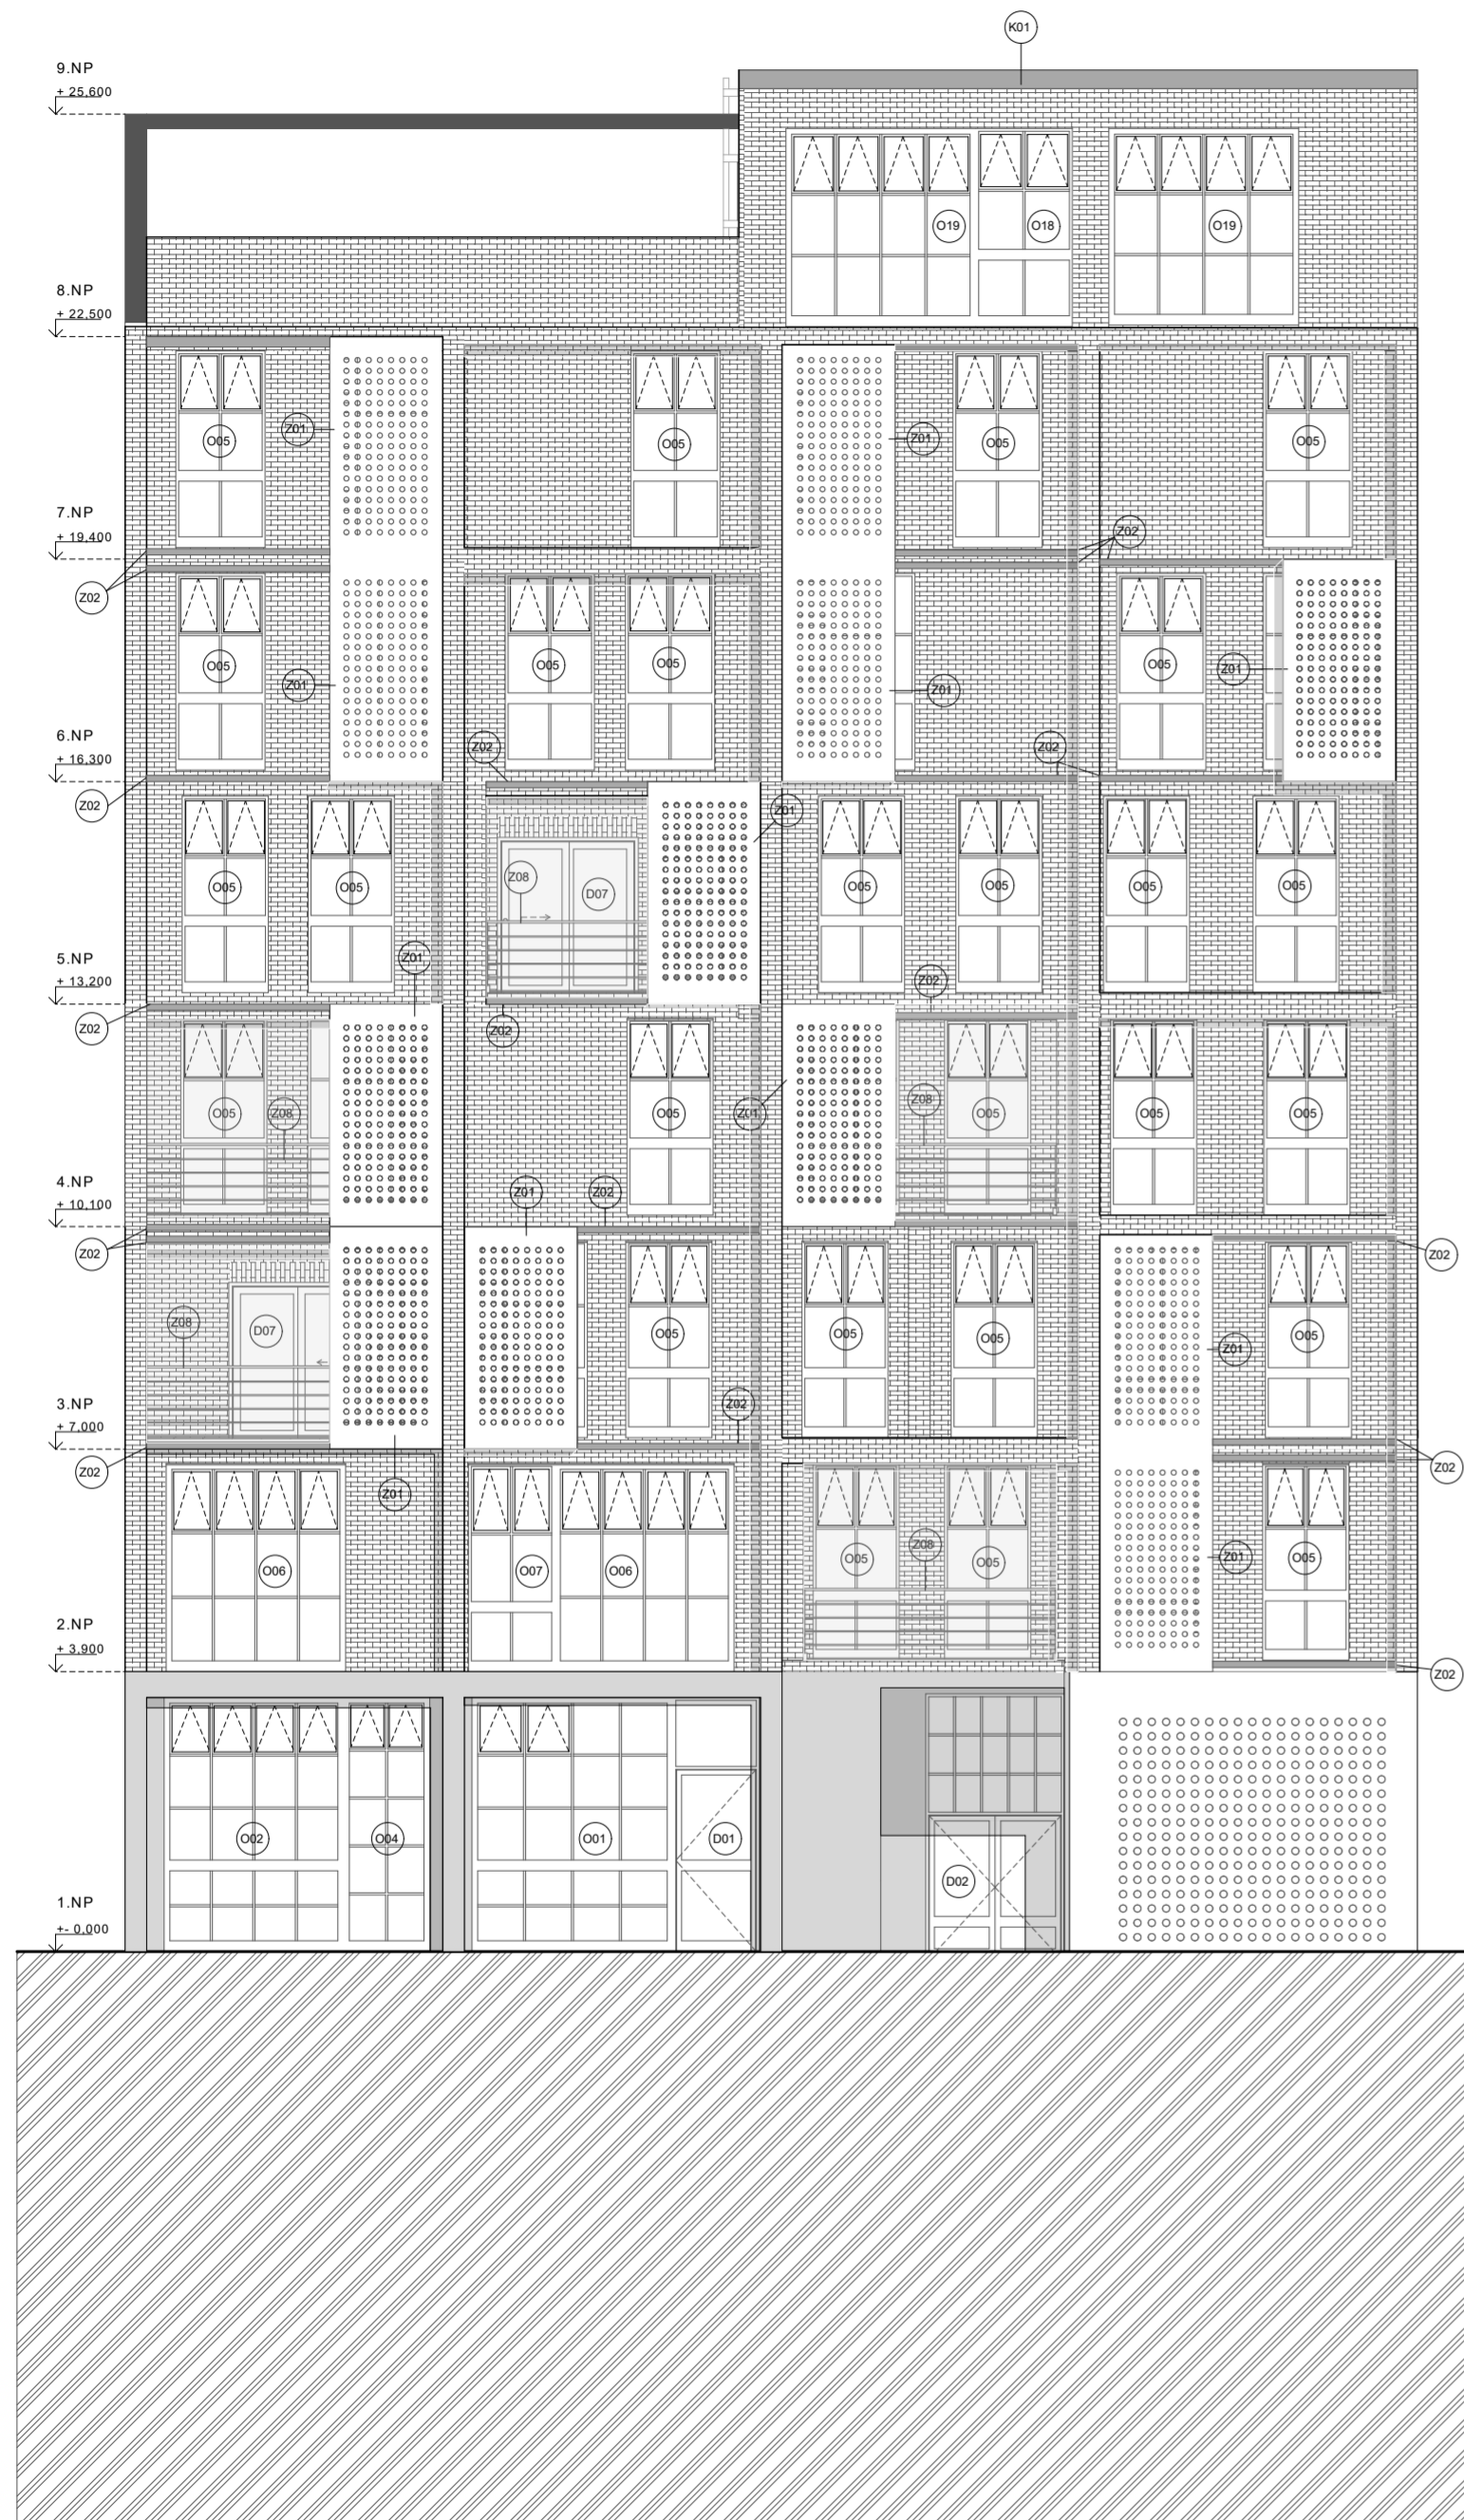 K01
9.NP
+ 25,600
O19
O18
O19
8.NP
+ 22,500
O05
Z01
O05
Z01
O05
O05
7.NP
+ 19,400
Z02
Z02
O05
Z01
O05
O05
Z01
O05
Z01
6.NP
+ 16,300
Z02
Z02
Z02
Z01
O05
O05
Z08
D07
O05
O05
O05
O05
5.NP
+ 13,200
Z01
Z02
Z02
Z02
O05
Z08
O05
Z01
Z08
O05
O05
O05
4.NP
+ 10,100
Z01
Z02
Z02
Z02
Z08
D07
O05
O05
O05
Z01
O05
3.NP
+ 7,000
Z02
Z02
Z02
Z01
O06
O07
O06
O05
Z08
O05
Z01
O05
2.NP
+ 3,900
Z02
O02
O04
O01
D01
D02
1.NP
+- 0,000